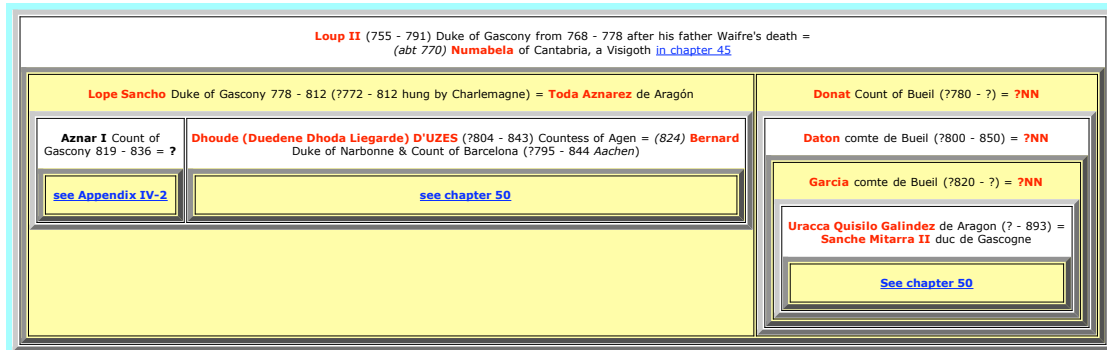 Loup II (755 - 791) Duke of Gascony from 768 - 778 after his father Waifre's death =
(abt 770) Numabela of Cantabria, a Visigoth in chapter 45
Lope Sancho Duke of Gascony 778 - 812 (?772 - 812 hung by Charlemagne) = Toda Aznarez de Aragón
Aznar I Count of
Gascony 819 - 836 = ?
see Appendix IV-2
Dhoude (Duedene Dhoda Liegarde) D'UZES (?804 - 843) Countess of Agen = (824) Bernard
Duke of Narbonne & Count of Barcelona (?795 - 844 Aachen)
see chapter 50
Donat Count of Bueil (?780 - ?) = ?NN
Daton comte de Bueil (?800 - 850) = ?NN
Garcia comte de Bueil (?820 - ?) = ?NN
Uracca Quisilo Galindez de Aragon (? - 893) =
Sanche Mitarra II duc de Gascogne
See chapter 50